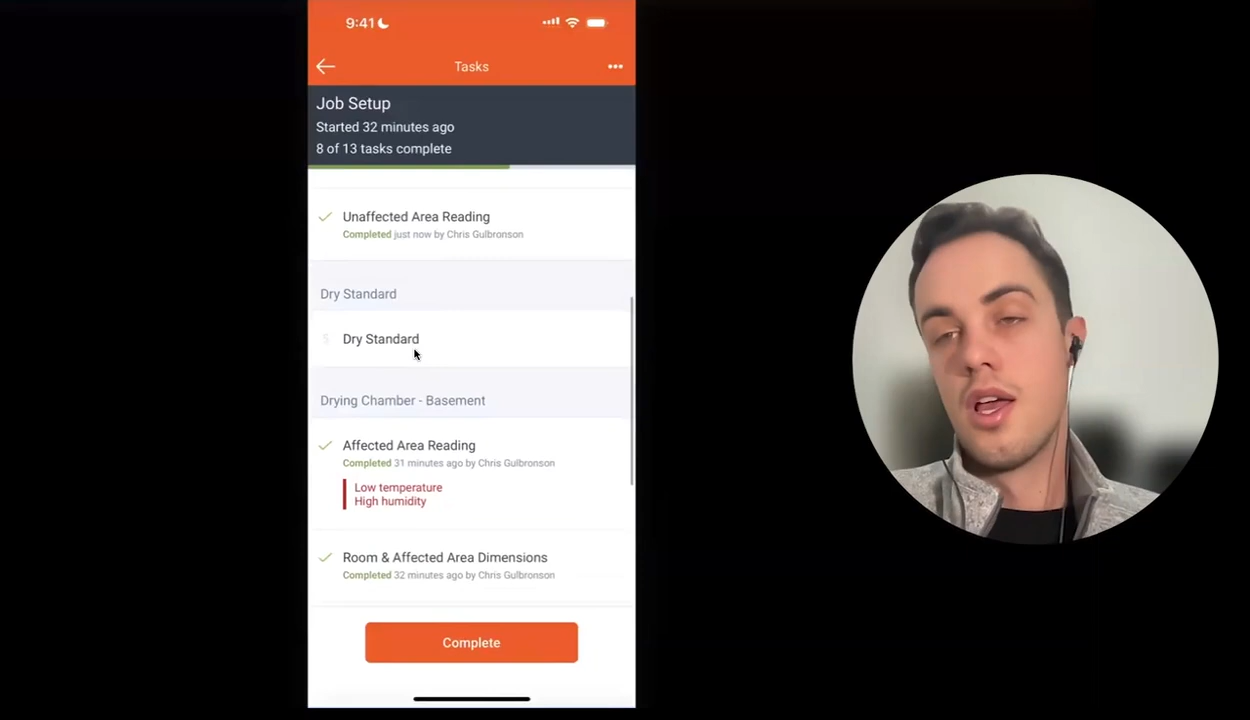 9:41
Tasks
Job Setup
Started 32 minutes ago
8 of 13 tasks complete
Unaffected Area Reading
Completed just now by Chris Gulbronson
Dry Standard
5 Dry Standard
Drying Chamber - Basement
Affected Area Reading
Completed 31 minutes ago by Chris Gulbronson
Low temperature
High humidity
Room & Affected Area Dimensions
Completed 32 minutes ago by Chris Gulbronson
Complete